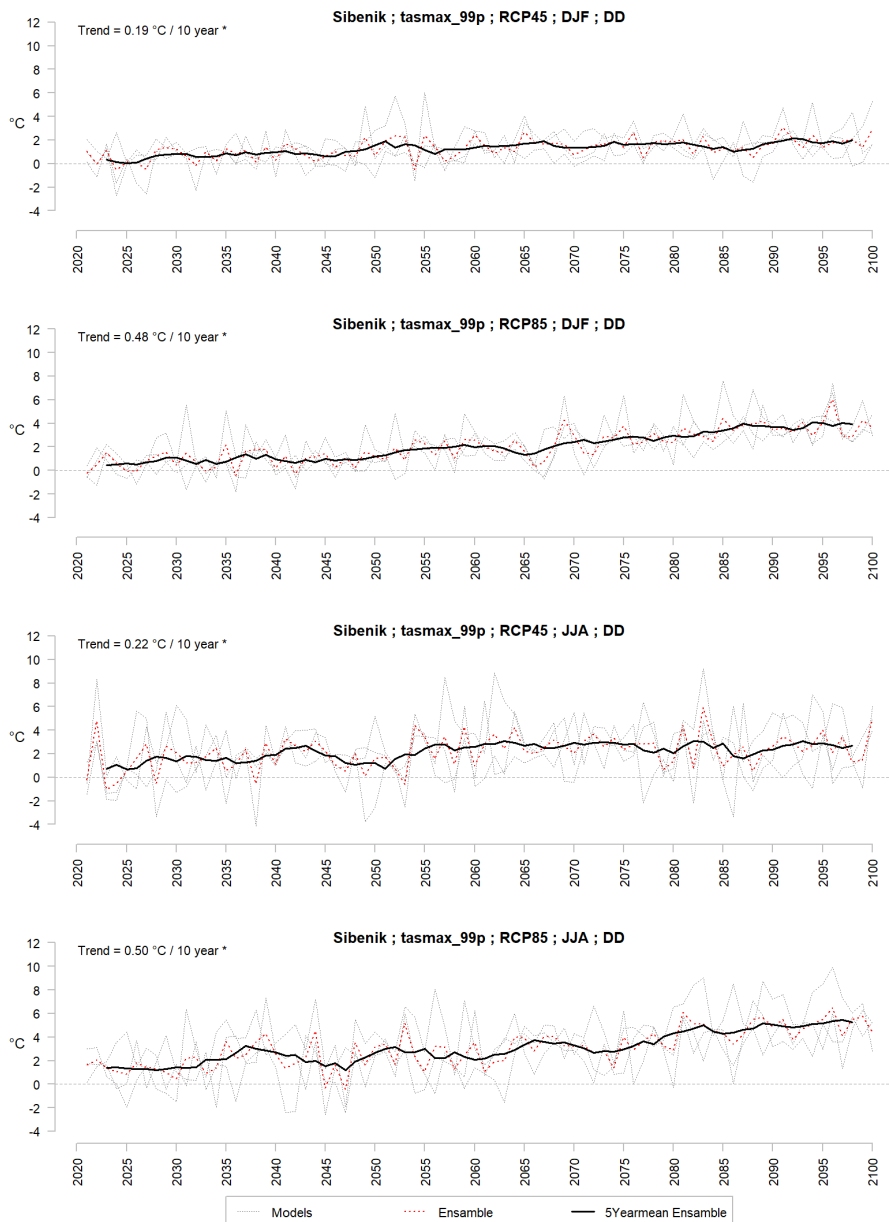 Sibenik ; tasmax_99p ; RCP45 ; DJF ; DD
Trend = 0.19 °C / 10 year *
12
10
8
6
4
2
0
-2
-4
°C
2020 2025 2030 2035 2040 2045 2050 2055 2060 2065 2070 2075 2080 2085 2090 2095 2100
Sibenik ; tasmax_99p ; RCP85 ; DJF ; DD
Trend = 0.48 °C / 10 year *
12
10
8
6
4
2
0
-2
-4
°C
2020 2025 2030 2035 2040 2045 2050 2055 2060 2065 2070 2075 2080 2085 2090 2095 2100
Sibenik ; tasmax_99p ; RCP45 ; JJA ; DD
Trend = 0.22 °C / 10 year *
12
10
8
6
4
2
0
-2
-4
°C
2020 2025 2030 2035 2040 2045 2050 2055 2060 2065 2070 2075 2080 2085 2090 2095 2100
Sibenik ; tasmax_99p ; RCP85 ; JJA ; DD
Trend = 0.50 °C / 10 year *
12
10
8
6
4
2
0
-2
-4
°C
2020 2025 2030 2035 2040 2045 2050 2055 2060 2065 2070 2075 2080 2085 2090 2095 2100
Models Ensamble 5Yearmean Ensamble